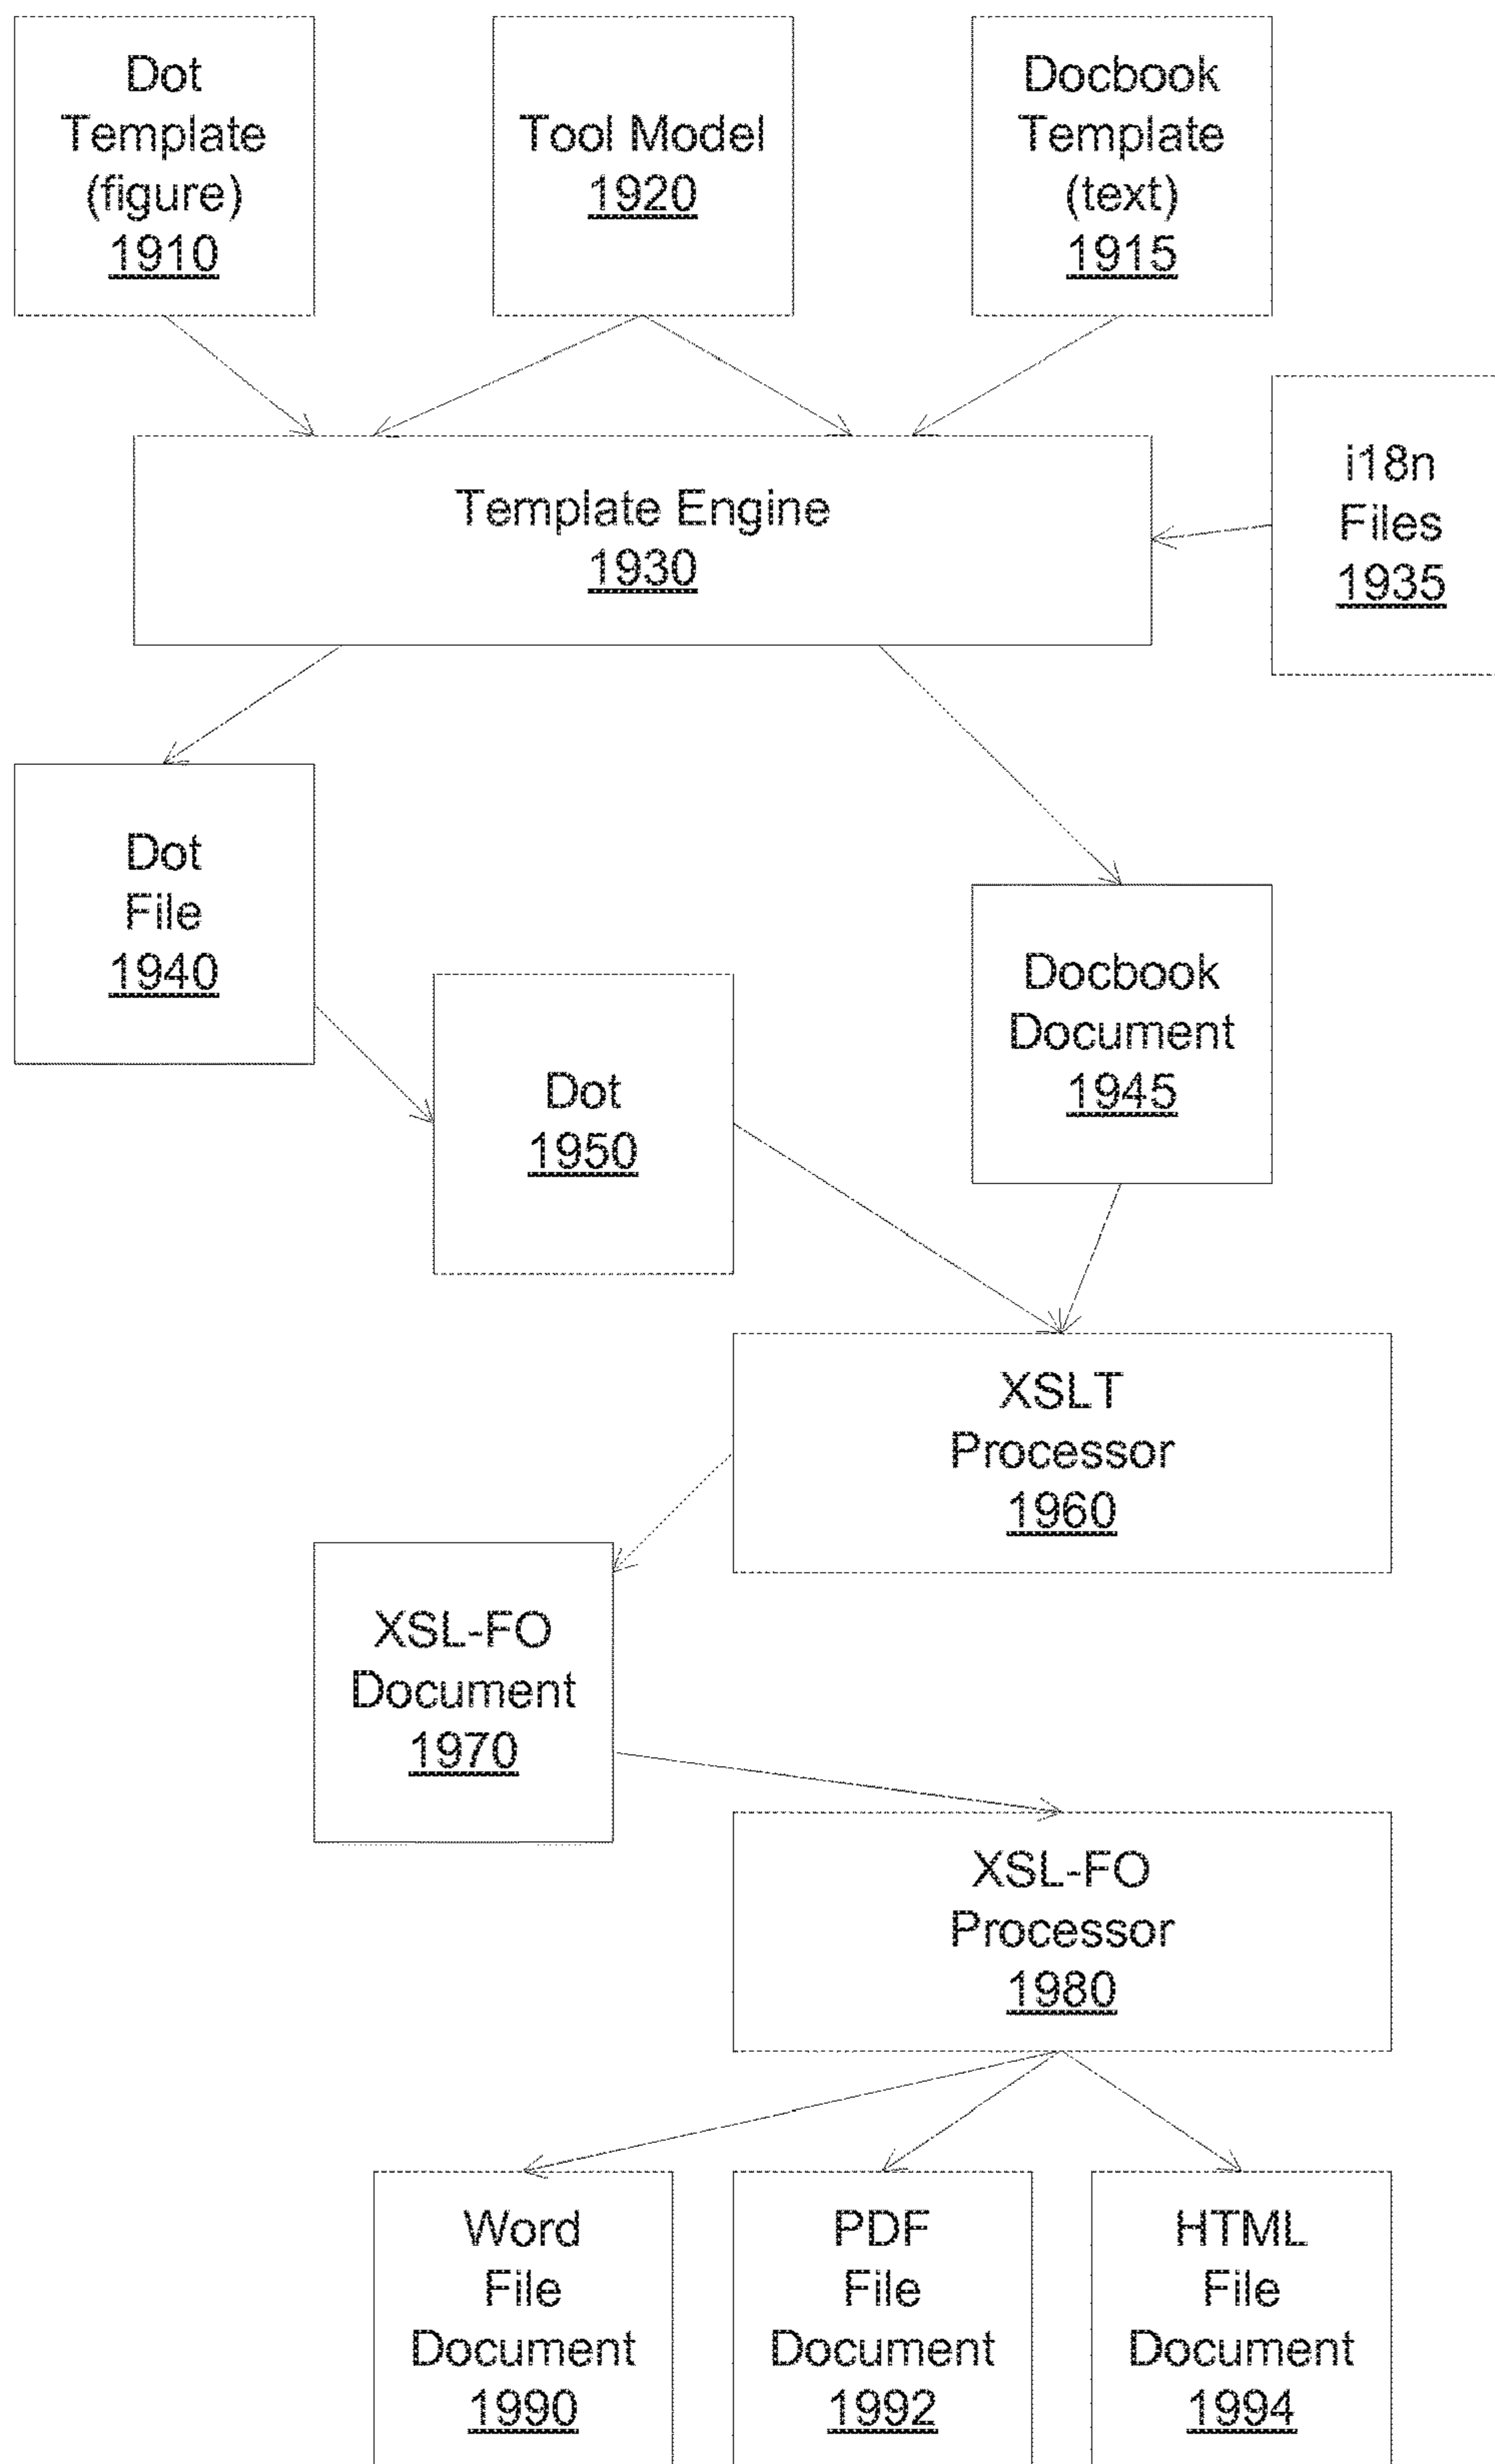 Dot
Template
(figure)
1910
Tool Model
1920
Docbook
Template
(text)
1915
Template Engine
1930
i18n
Files
1935
Dot
File
1940
Docbook
Document
1945
Dot
1950
XSLT
Processor
1960
XSL-FO
Document
1970
XSL-FO
Processor
1980
Word
File
Document
1990
PDF
File
Document
1992
HTML
File
Document
1994